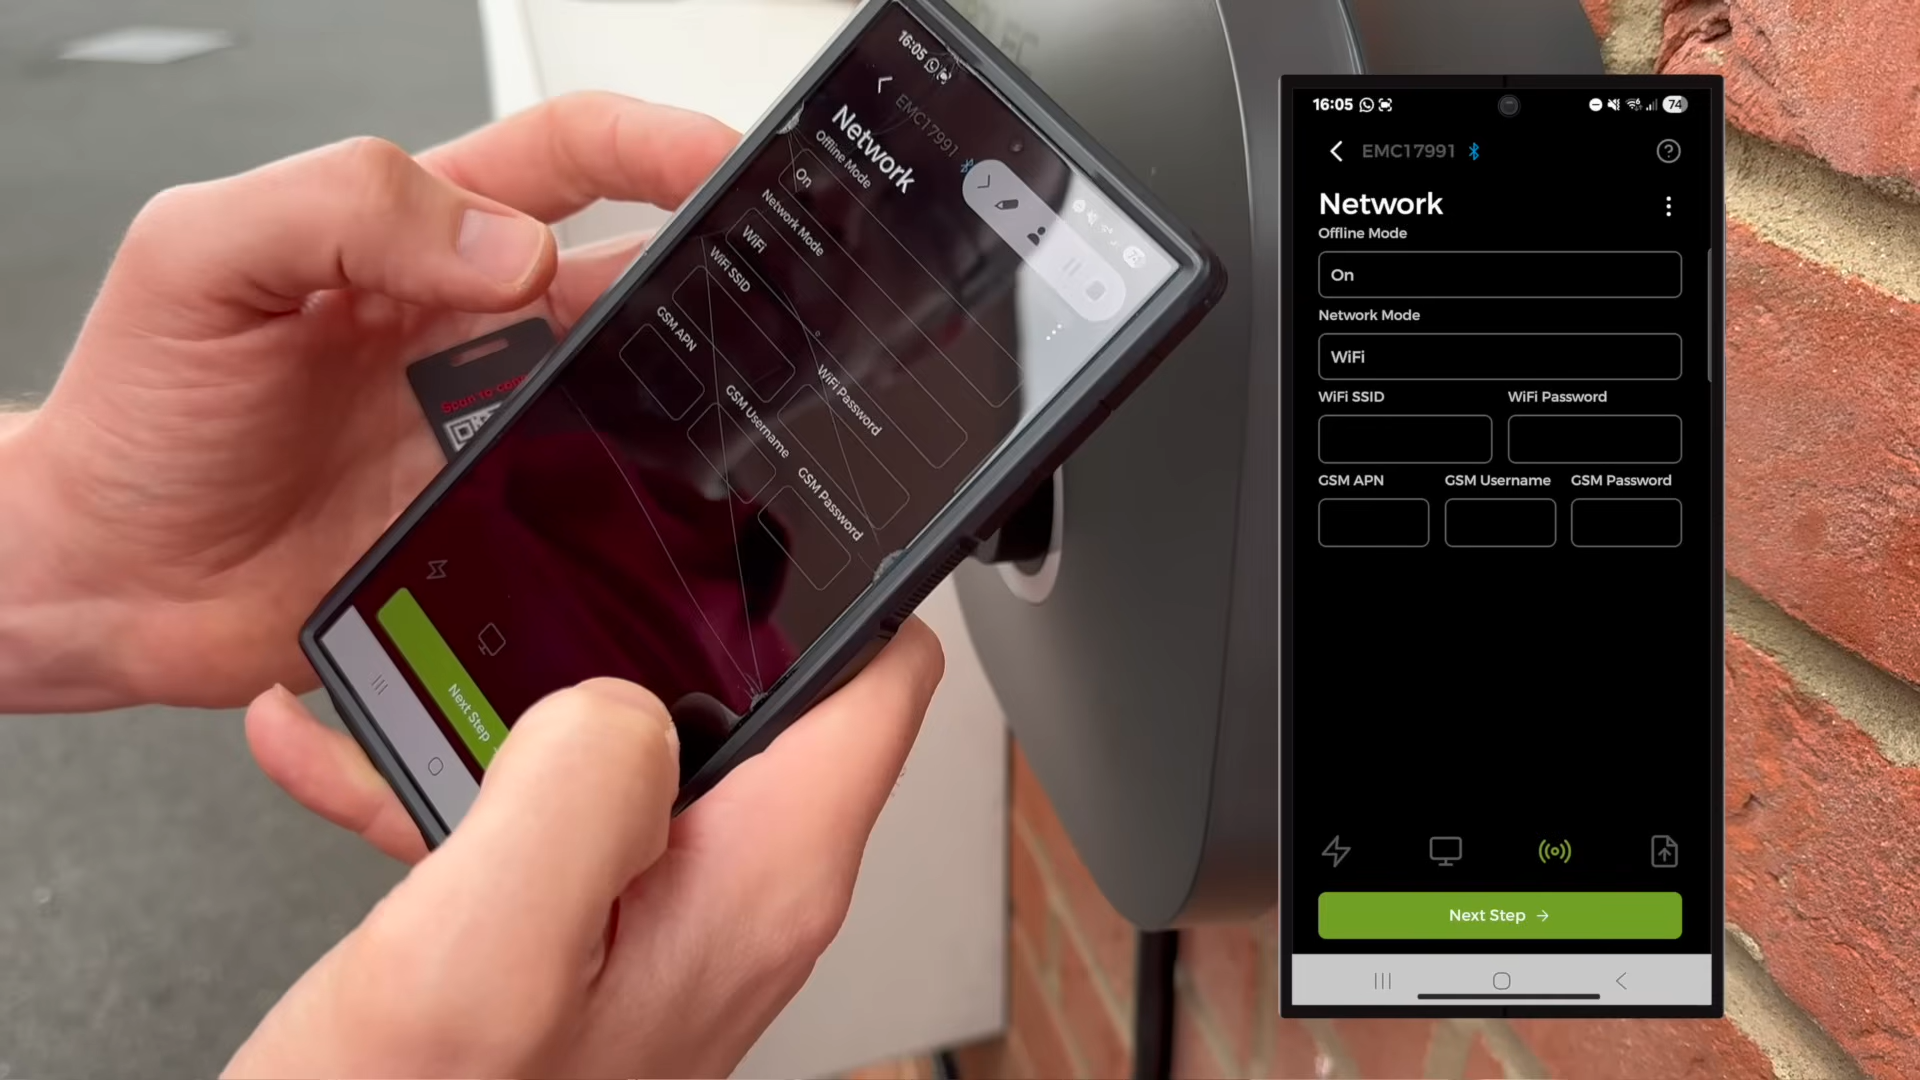 16:05
EMC17991
Network
Offline Mode
On
Network Mode
WiFi
WiFi SSID
WiFi Password
GSM APN
GSM Username
GSM Password
Next Step
Scan to
16:05 74
EMC17991
Network
Offline Mode
On
Network Mode
WiFi
WiFi SSID WiFi Password
GSM APN GSM Username GSM Password
Next Step →